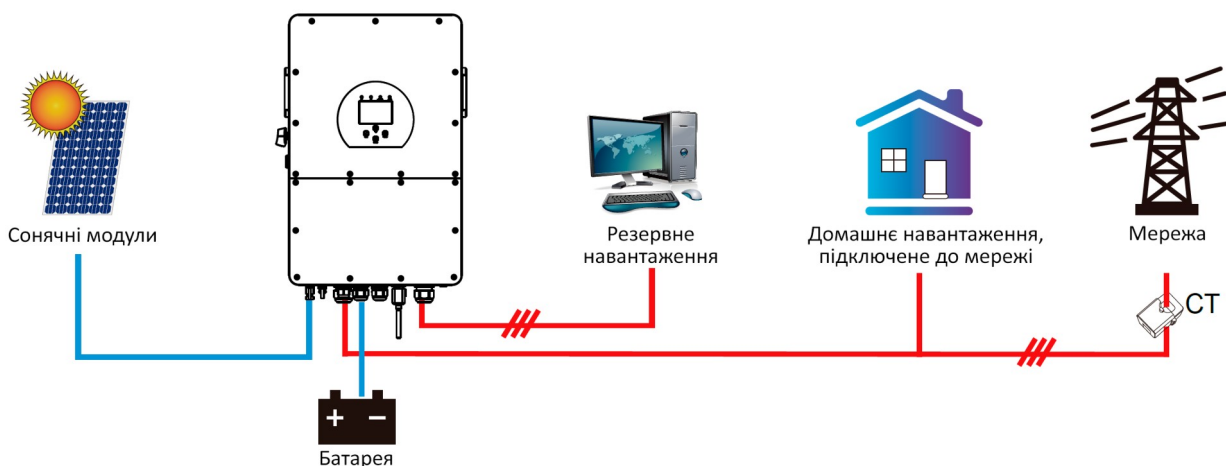 Сонячні модули
Резервне
навантаження
Домашнє навантаження,
підключене до мережі
Мережа
CT
+ −
Батарея